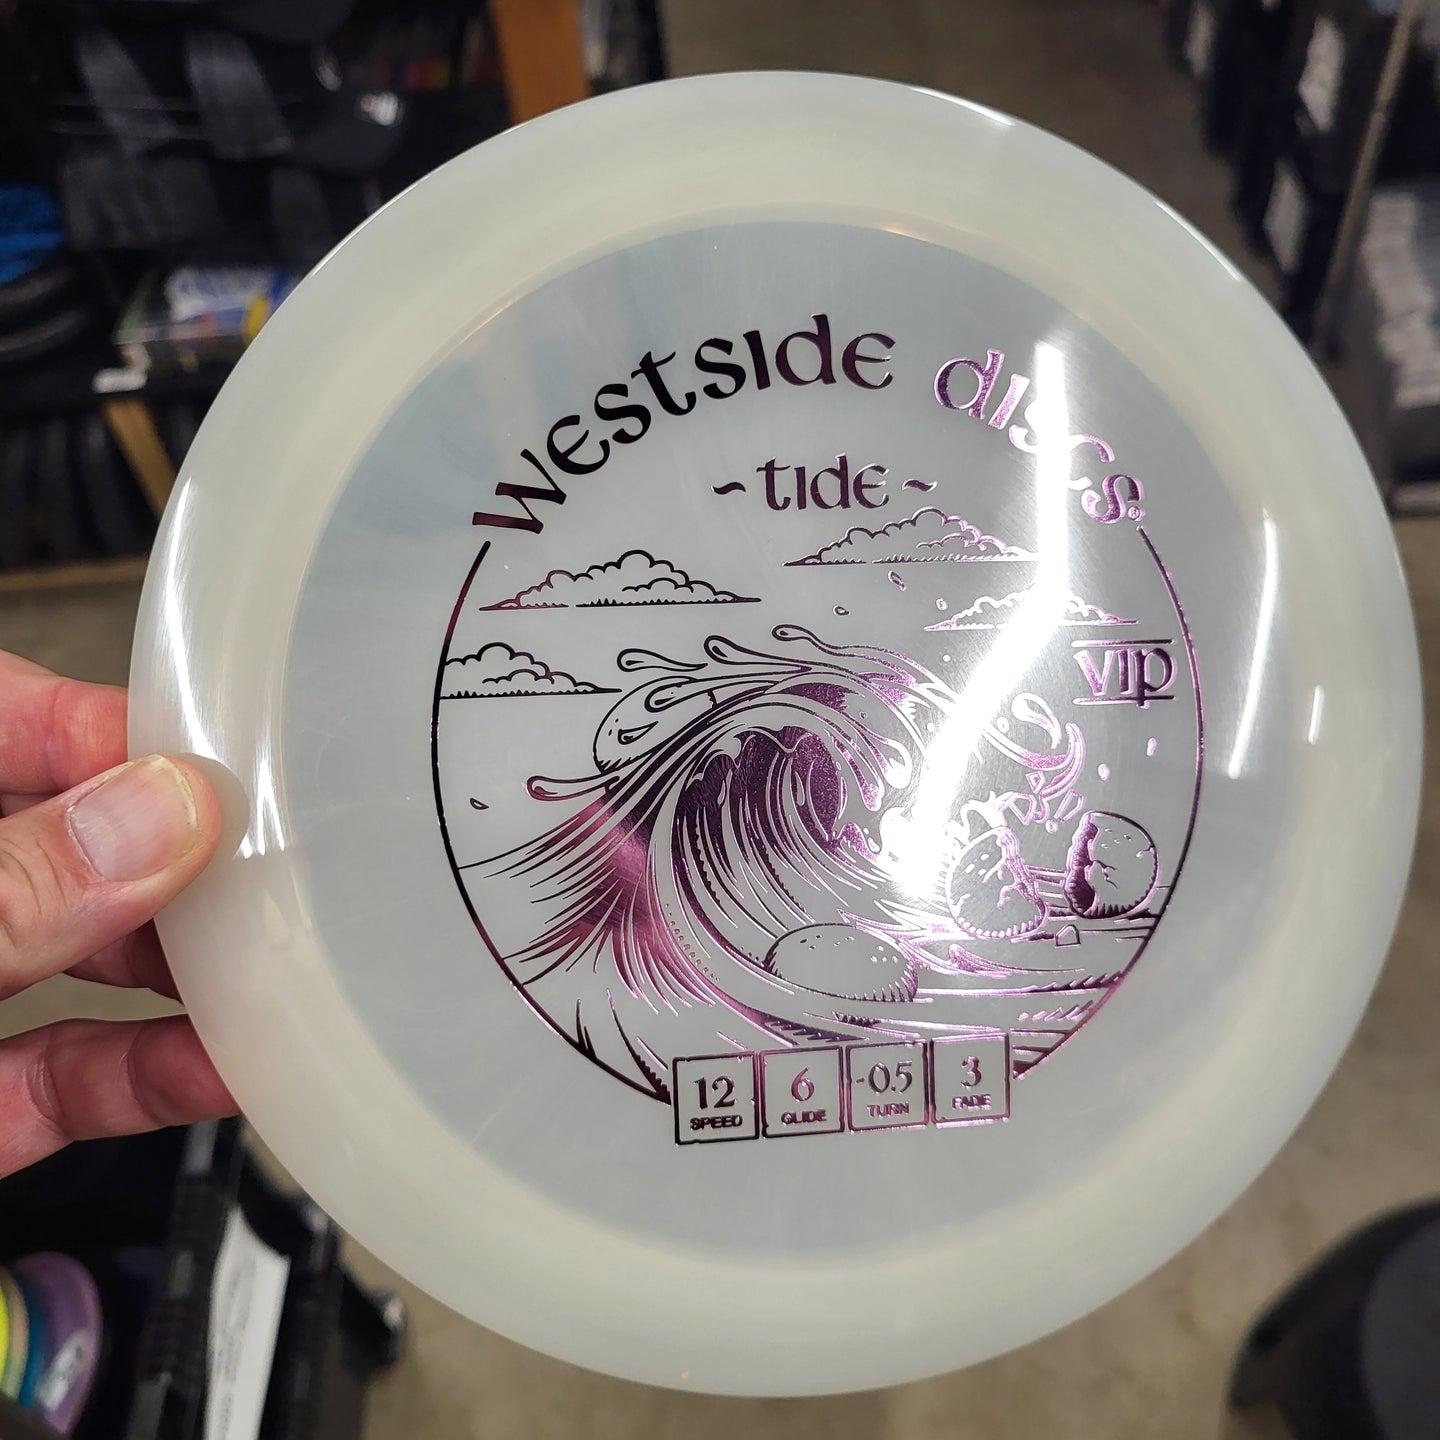 westside discs®
~tide~
vip
12 6 -0.5 3
SPEED GLIDE TURN FADE